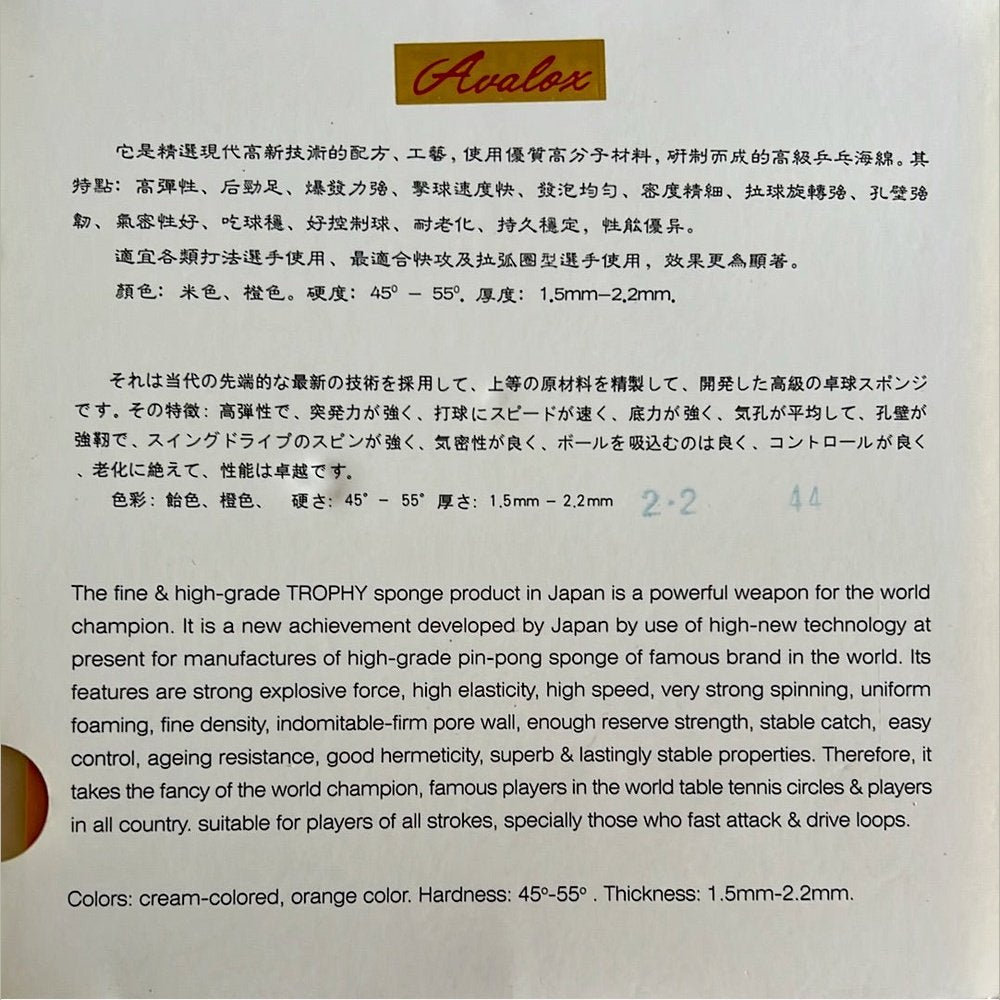 Avalox
它是精選現代高新技術的配方、工藝，使用優質高分子材料，研制而成的高級乒乓海綿。其
特點：高彈性、后勁足、爆發力强、擊球速度快、發泡均匀、密度精細、拉球旋轉强、孔壁強
韌、氣密性好、吃球穩、好控制球、耐老化、持久穩定，性能優异。
適宜各類打法選手使用、最適合快攻及拉弧圈型選手使用，效果更為顯著。
顏色：米色、橙色。硬度：45⁰ – 55⁰. 厚度：1.5mm–2.2mm.
それは当代の先端的な最新の技術を採用して、上等の原材料を精製して、開発した高級の卓球スポンジ
です。その特徴：高弾性で、突発力が強く、打球にスピードが速く、底力が強く、気孔が平均して、孔壁が
強靭で、スイングドライブのスピンが強く、気密性が良く、ボールを吸込むのは良く、コントロールが良く
、老化に絶えて、性能は卓越です。
色彩：飴色、橙色、 硬さ: 45° – 55° 厚さ: 1.5mm – 2.2mm 2·2 44
The fine & high-grade TROPHY sponge product in Japan is a powerful weapon for the world
champion. It is a new achievement developed by Japan by use of high-new technology at
present for manufactures of high-grade pin-pong sponge of famous brand in the world. Its
features are strong explosive force, high elasticity, high speed, very strong spinning, uniform
foaming, fine density, indomitable-firm pore wall, enough reserve strength, stable catch, easy
control, ageing resistance, good hermeticity, superb & lastingly stable properties. Therefore, it
takes the fancy of the world champion, famous players in the world table tennis circles & players
in all country. suitable for players of all strokes, specially those who fast attack & drive loops.
Colors: cream-colored, orange color. Hardness: 45º-55º . Thickness: 1.5mm-2.2mm.